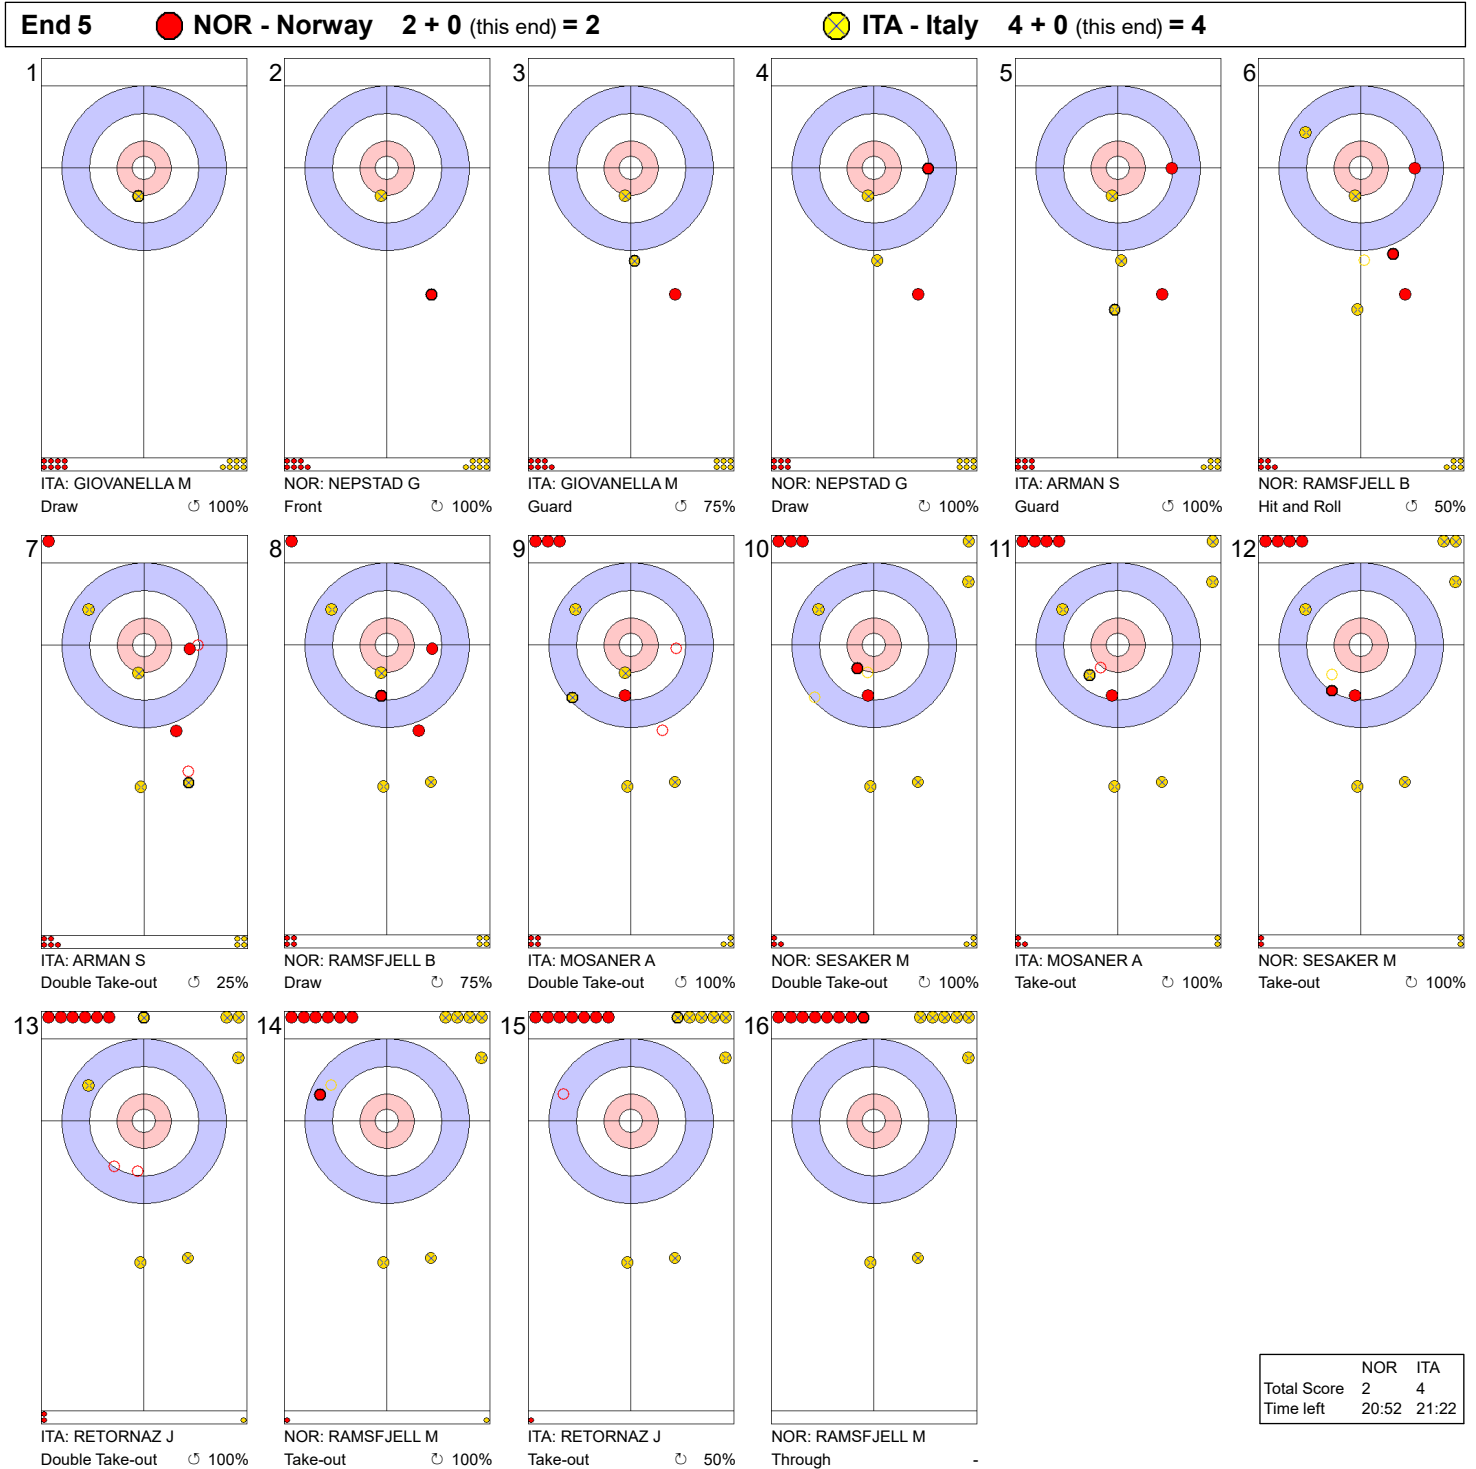 End 5 NOR - Norway 2 + 0 (this end) = 2 ITA - Italy 4 + 0 (this end) = 4
1 2 3 4 5 6
ITA: GIOVANELLA M NOR: NEPSTAD G ITA: GIOVANELLA M NOR: NEPSTAD G ITA: ARMAN S NOR: RAMSFJELL B
Draw ↺ 100% Front ↻ 100% Guard ↺ 75% Draw ↻ 100% Guard ↺ 100% Hit and Roll ↺ 50%
7 8 9 10 11 12
ITA: ARMAN S NOR: RAMSFJELL B ITA: MOSANER A NOR: SESAKER M ITA: MOSANER A NOR: SESAKER M
Double Take-out ↺ 25% Draw ↻ 75% Double Take-out ↺ 100% Double Take-out ↻ 100% Take-out ↺ 100% Take-out ↻ 100%
13 14 15 16
ITA: RETORNAZ J NOR: RAMSFJELL M ITA: RETORNAZ J NOR: RAMSFJELL M
Double Take-out ↺ 100% Take-out ↻ 100% Take-out ↻ 50% Through -
NOR ITA
Total Score 2 4
Time left 20:52 21:22